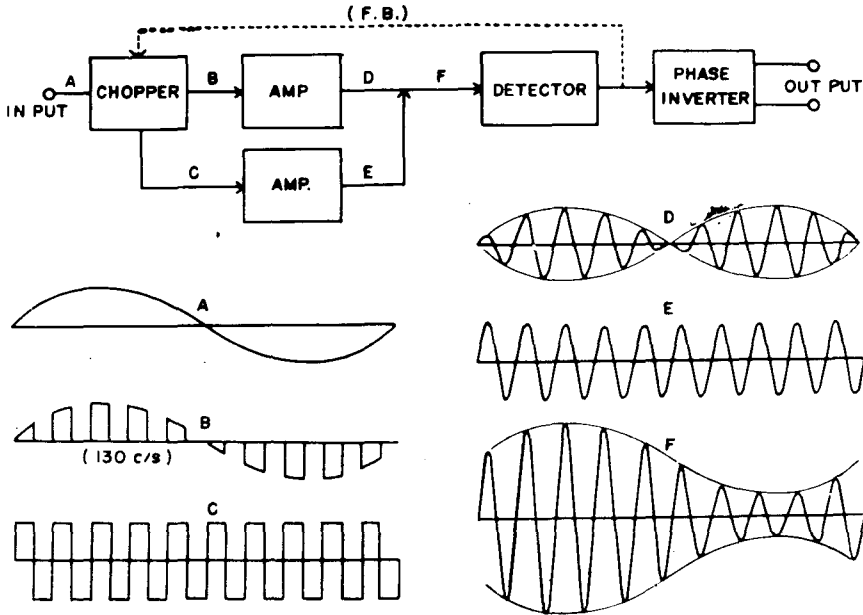 (F.B.)
A
IN PUT
CHOPPER
B
AMP
D
F
DETECTOR
PHASE
INVERTER
OUT PUT
C
AMP.
E
D
A
E
B
(130 c/s)
F
C